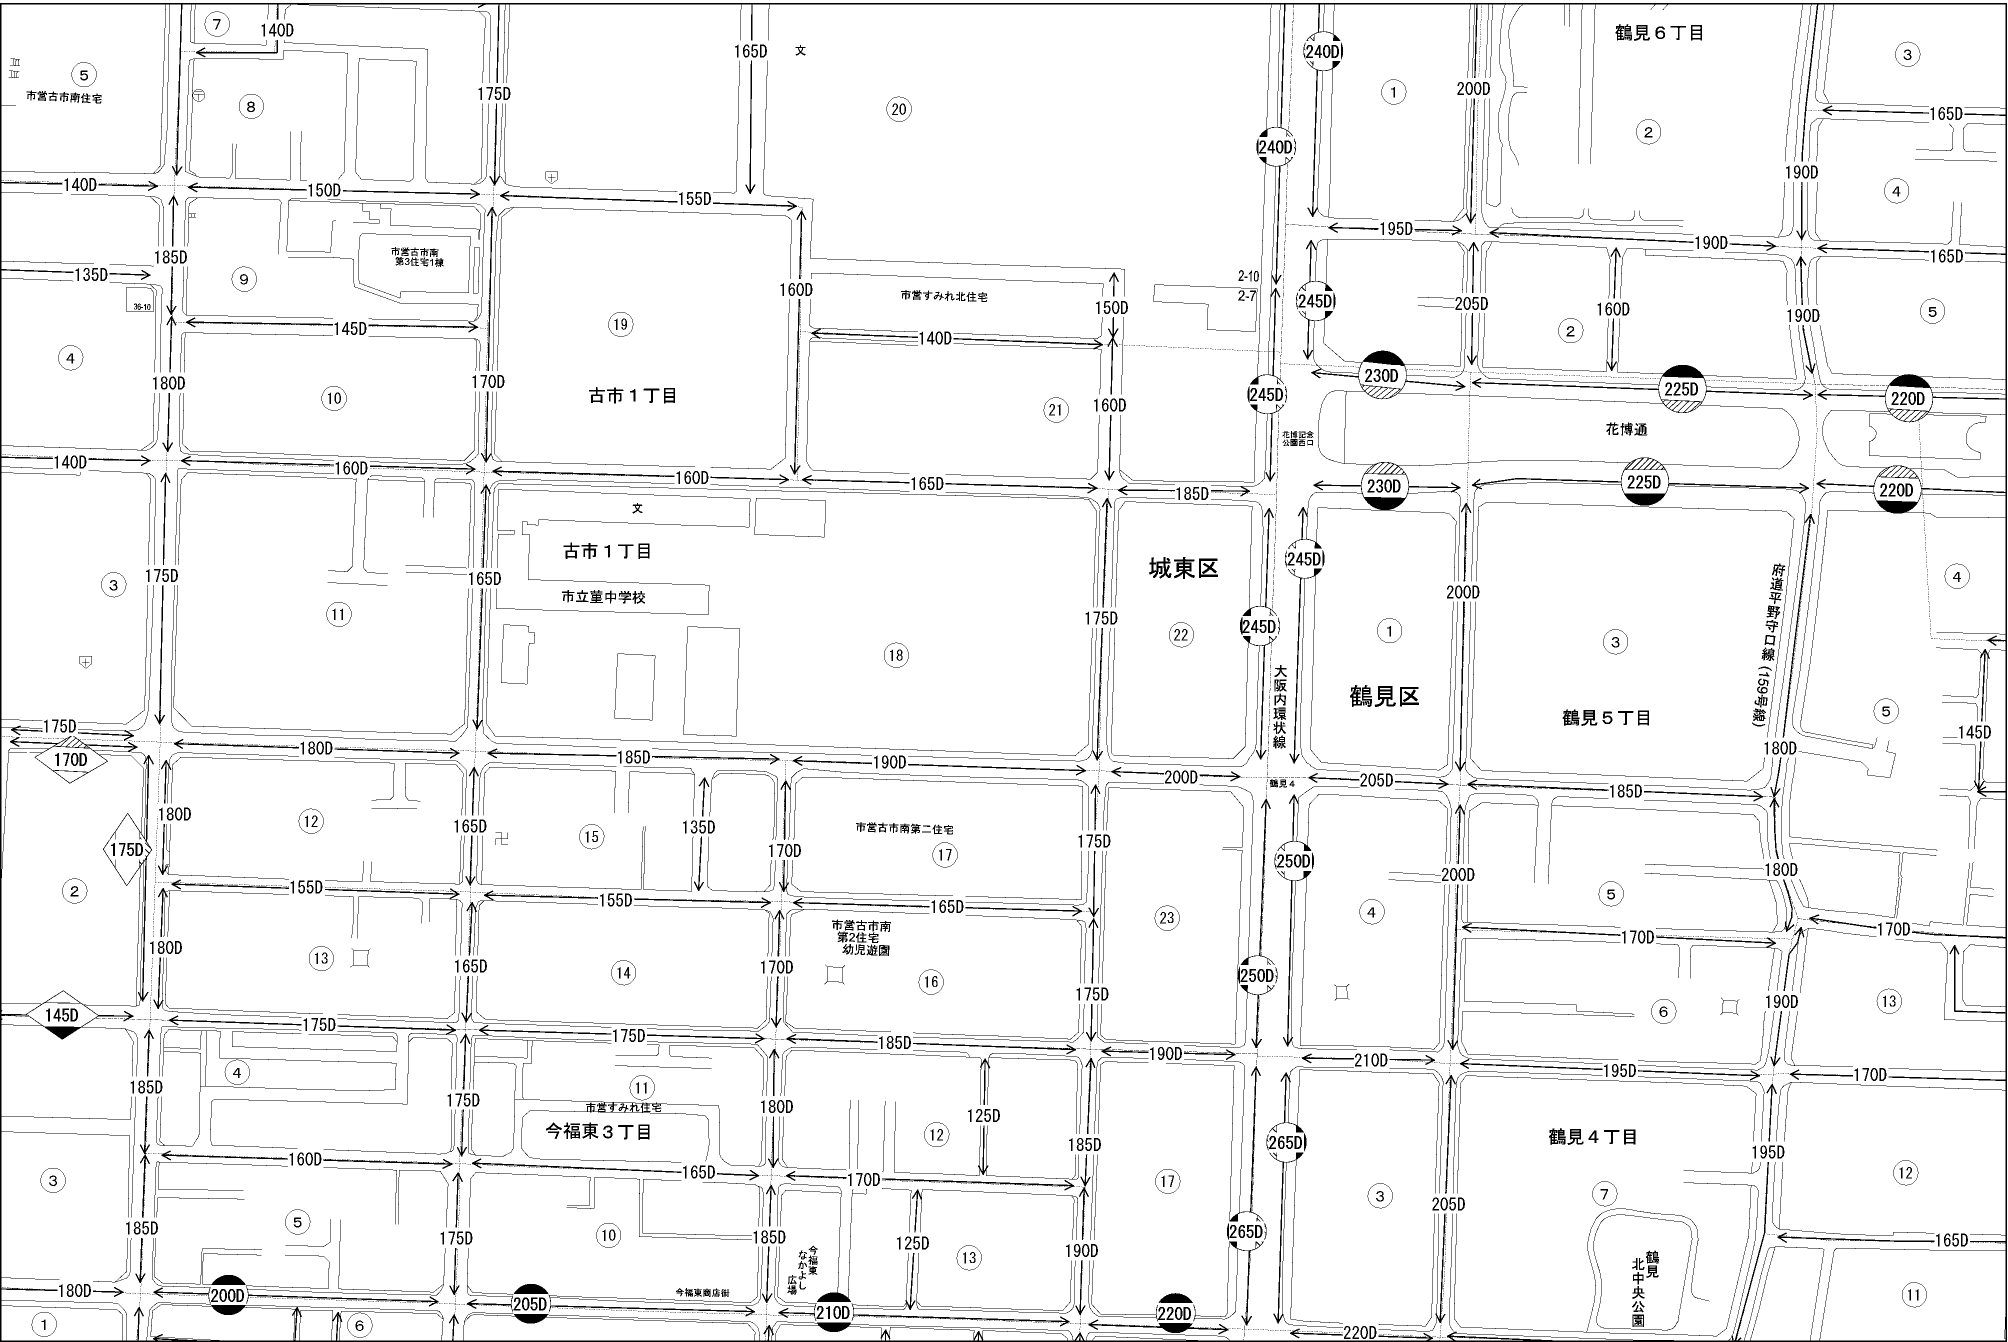 7
140D
165D
文
240D
鶴見6丁目
3
5
市営古市南住宅
8
175D
20
1
200D
2
165D
240D
140D
150D
155D
190D
4
185D
市営古市南
第3住宅1棟
195D
190D
165D
135D
9
160D
市営すみれ北住宅
150D
2-10
2-7
245D
205D
160D
190D
5
36-10
145D
19
140D
2
4
180D
170D
230D
225D
220D
10
古市1丁目
21
160D
245D
花博記念
公園西口
花博通
140D
160D
160D
165D
185D
230D
225D
220D
文
175D
165D
古市1丁目
城東区
245D
200D
府道平野守口線(159号線)
4
3
11
市立菫中学校
175D
22
245D
1
3
18
大阪内環状線
鶴見区
鶴見5丁目
5
145D
175D
170D
180D
185D
190D
200D
鶴見4
205D
185D
180D
180D
12
165D
15
135D
170D
市営古市南第二住宅
17
175D
250D
175D
2
155D
155D
165D
23
4
200D
5
180D
180D
13
165D
14
170D
市営古市南
第2住宅
幼児遊園
16
175D
250D
170D
170D
145D
175D
175D
185D
190D
210D
6
190D
13
195D
170D
4
185D
175D
11
市営すみれ住宅
今福東3丁目
180D
125D
12
185D
265D
鶴見4丁目
195D
160D
165D
170D
3
17
3
205D
7
12
185D
5
175D
10
185D
今福東
なかよし
広場
125D
13
190D
265D
鶴見
北中央公園
165D
180D
200D
205D
今福東商店街
210D
220D
11
1
6
220D